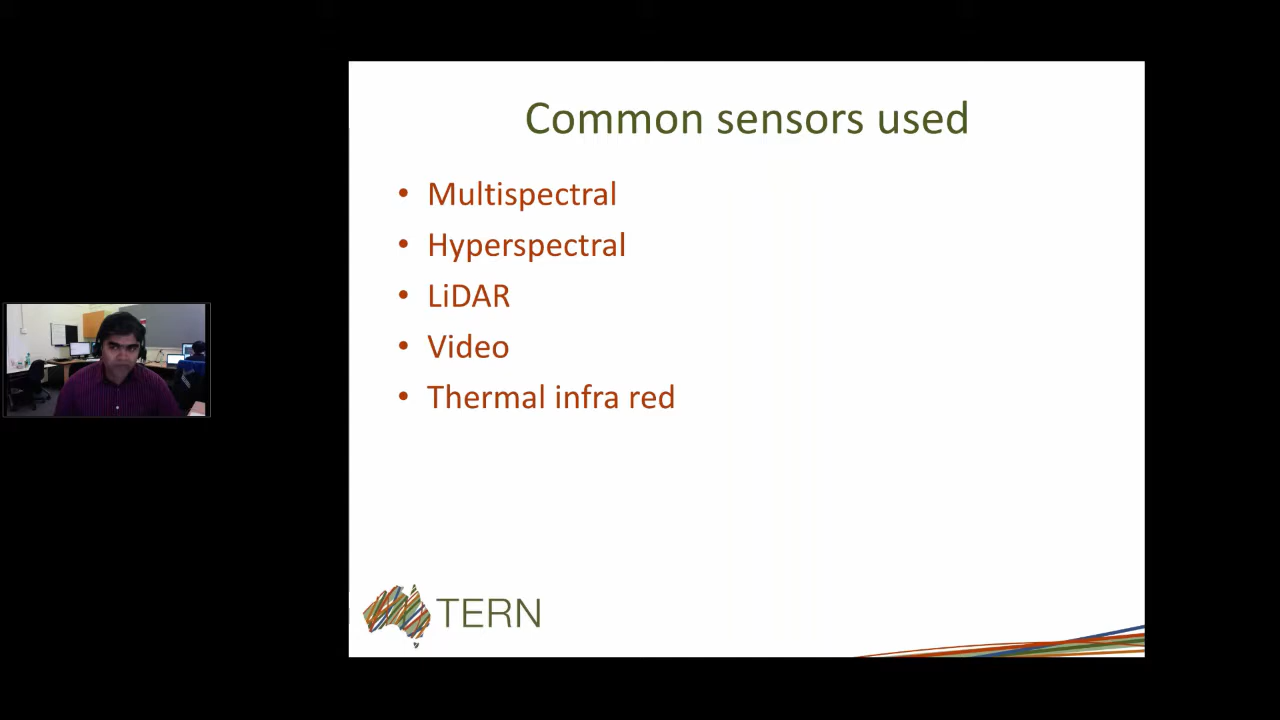 Common sensors used
• Multispectral
• Hyperspectral
• LiDAR
• Video
• Thermal infra red
TERN